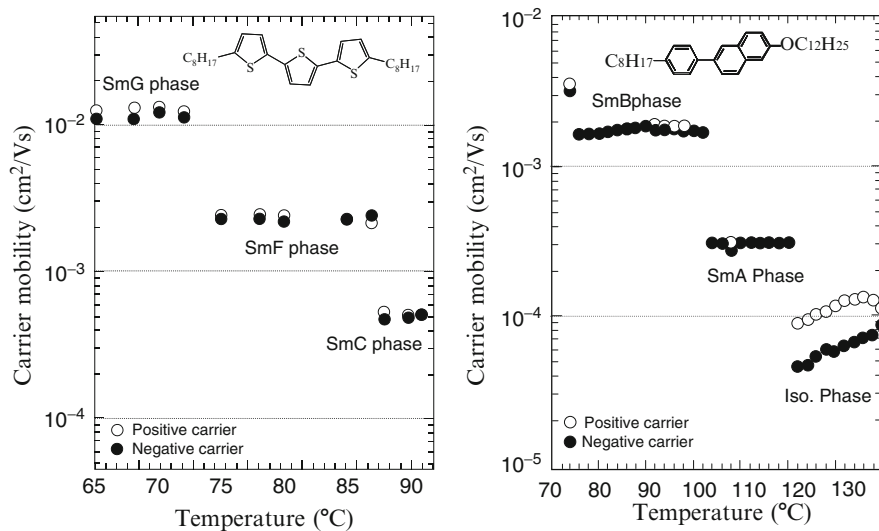 C8H17
S
S
S
C8H17
SmG phase
10-2
SmF phase
10-3
SmC phase
10-4
Carrier mobility (cm2/Vs)
Positive carrier
Negative carrier
65 70 75 80 85 90
Temperature (°C)
10-2
C8H17
OC12H25
SmBphase
10-3
SmA Phase
10-4
Iso. Phase
10-5
Carrier mobility (cm2/Vs)
Positive carrier
Negative carrier
70 80 90 100 110 120 130
Temperature (°C)